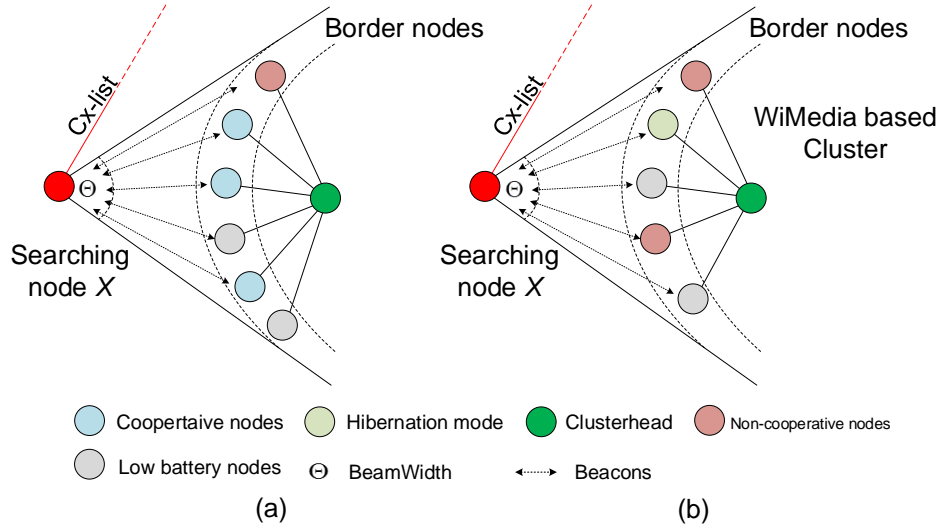 Border nodes
Cx-list
Θ
Searching
node X
Border nodes
Cx-list
WiMedia based
Cluster
Θ
Searching
node X
Coopertaive nodes
Hibernation mode
Clusterhead
Non-cooperative nodes
Low battery nodes
Θ BeamWidth
Beacons
(a)
(b)